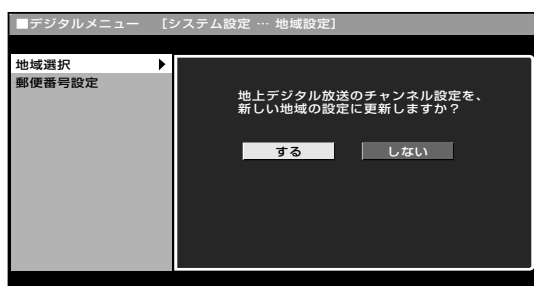 ■デジタルメニュー [システム設定 … 地域設定]
地域選択
郵便番号設定
地上デジタル放送のチャンネル設定を、
新しい地域の設定に更新しますか？
する しない